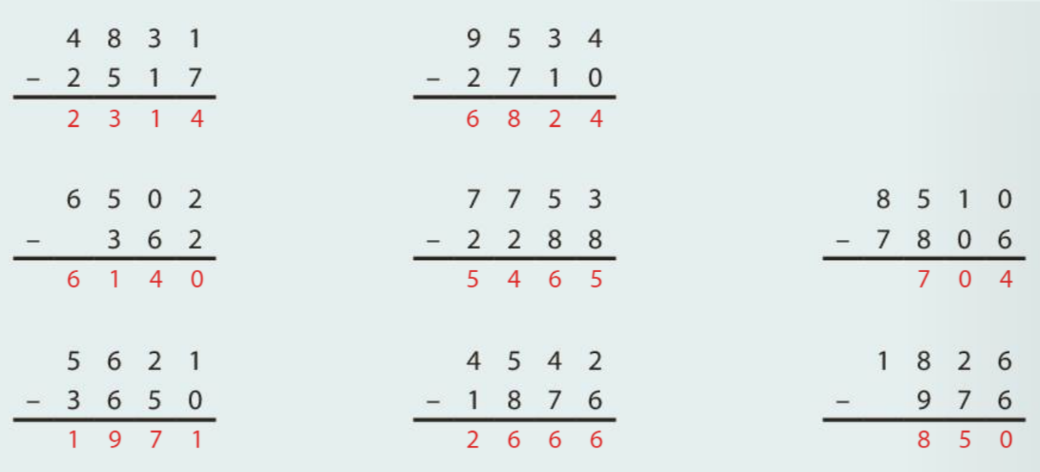 4 8 3 1
– 2 5 1 7
2 3 1 4
9 5 3 4
– 2 7 1 0
6 8 2 4
6 5 0 2
– 3 6 2
6 1 4 0
7 7 5 3
– 2 2 8 8
5 4 6 5
8 5 1 0
– 7 8 0 6
7 0 4
5 6 2 1
– 3 6 5 0
1 9 7 1
4 5 4 2
– 1 8 7 6
2 6 6 6
1 8 2 6
– 9 7 6
8 5 0